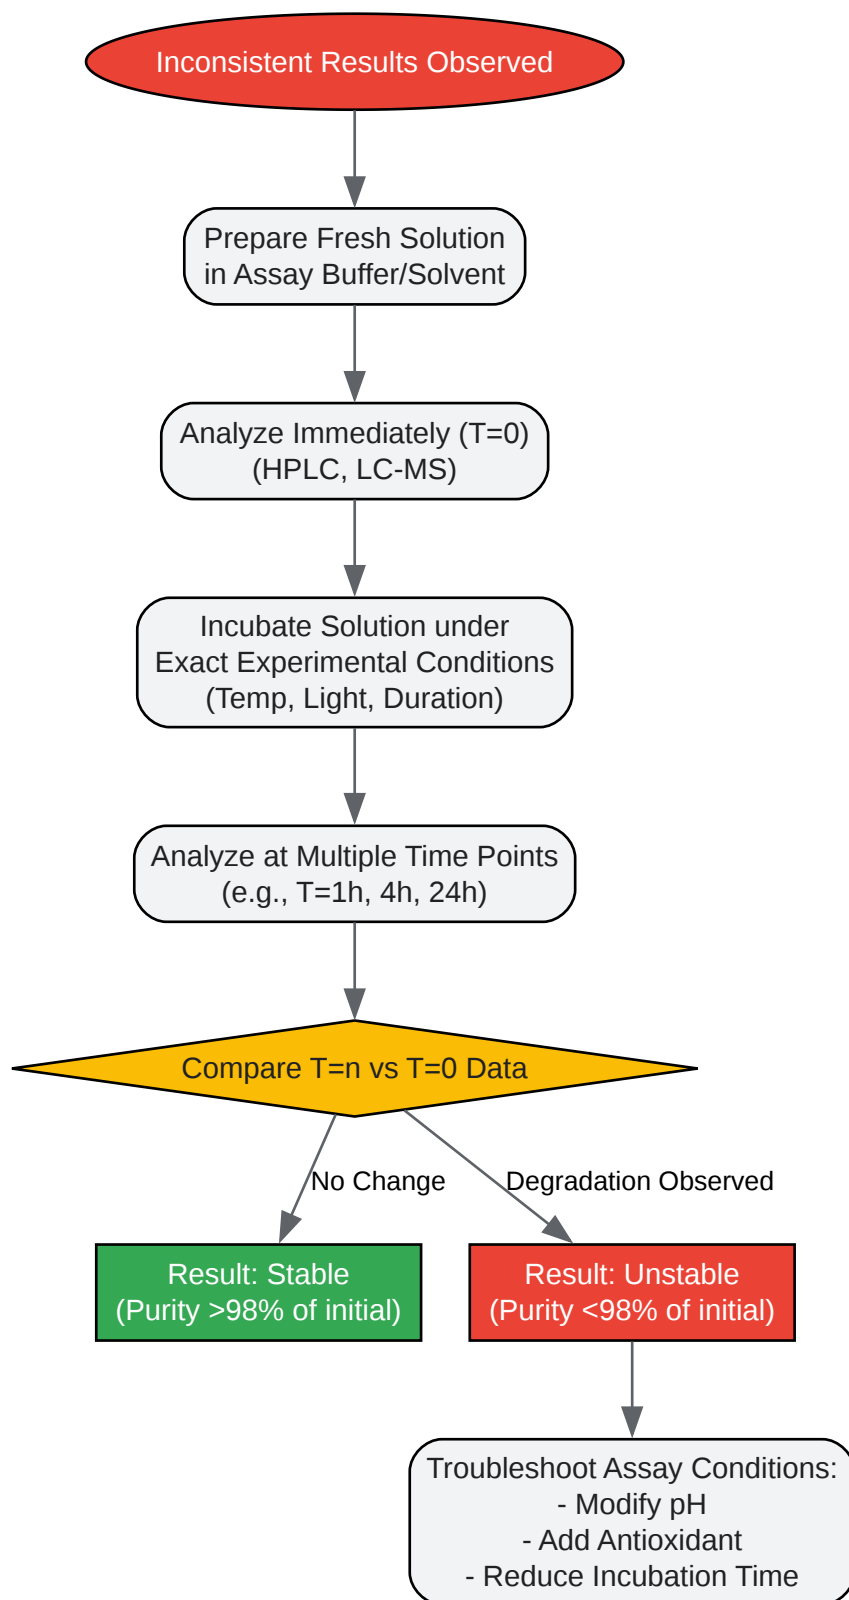 Inconsistent Results Observed
Prepare Fresh Solution
in Assay Buffer/Solvent
Analyze Immediately (T=0)
(HPLC, LC-MS)
Incubate Solution under
Exact Experimental Conditions
(Temp, Light, Duration)
Analyze at Multiple Time Points
(e.g., T=1h, 4h, 24h)
Compare T=n vs T=0 Data
No Change
Degradation Observed
Result: Stable
(Purity >98% of initial)
Result: Unstable
(Purity <98% of initial)
Troubleshoot Assay Conditions:
- Modify pH
- Add Antioxidant
- Reduce Incubation Time